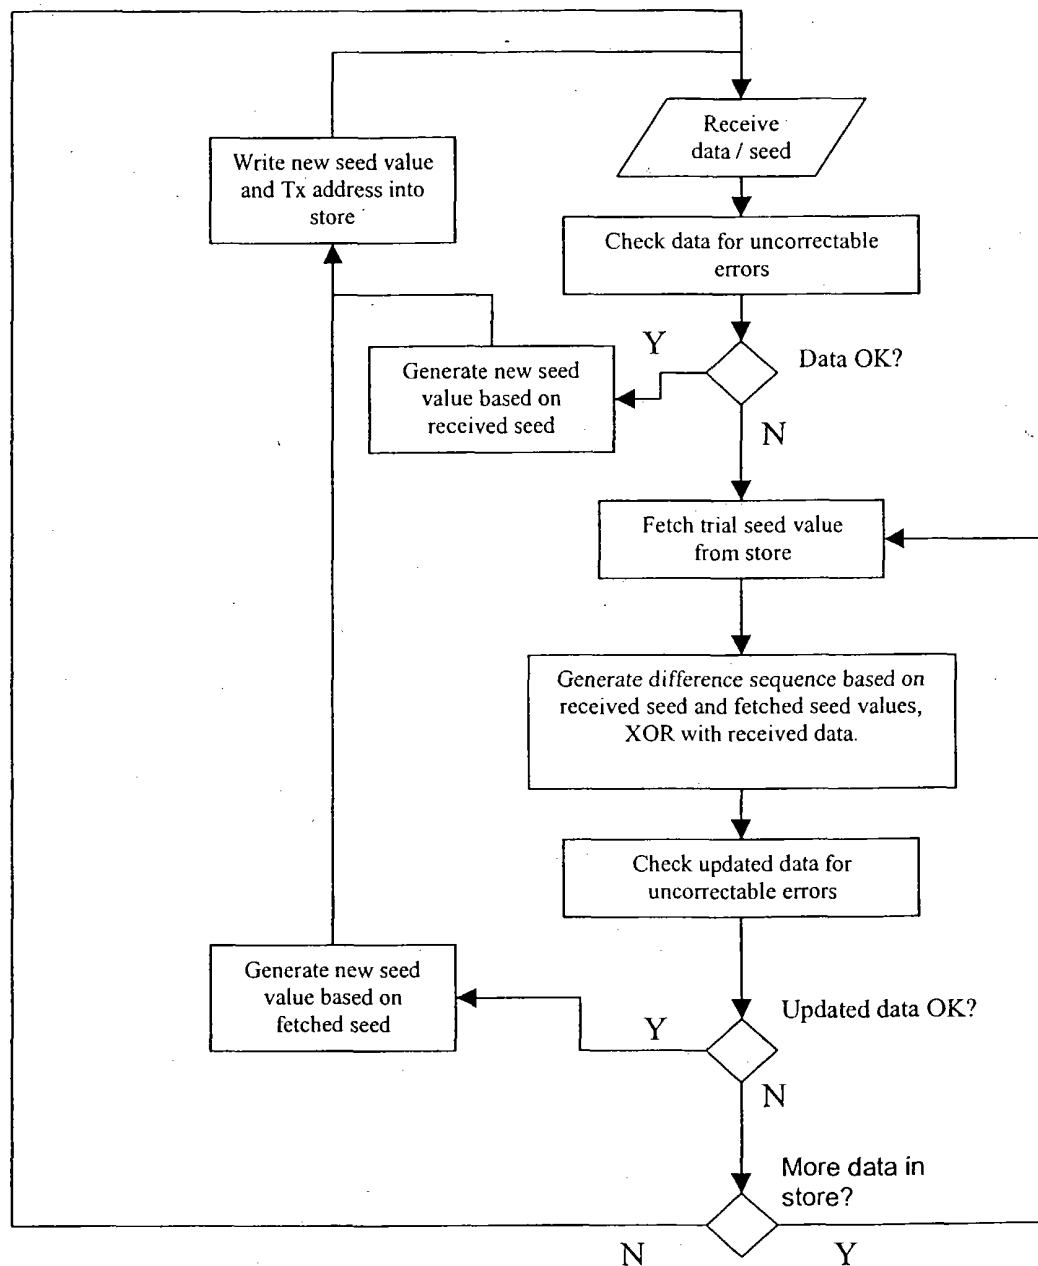 Receive
data / seed
Write new seed value
and Tx address into
store
Check data for uncorrectable
errors
Y
Data OK?
Generate new seed
value based on
received seed
N
Fetch trial seed value
from store
Generate difference sequence based on
received seed and fetched seed values,
XOR with received data.
Check updated data for
uncorrectable errors
Generate new seed
value based on
fetched seed
Updated data OK?
Y
N
More data in
store?
N
Y